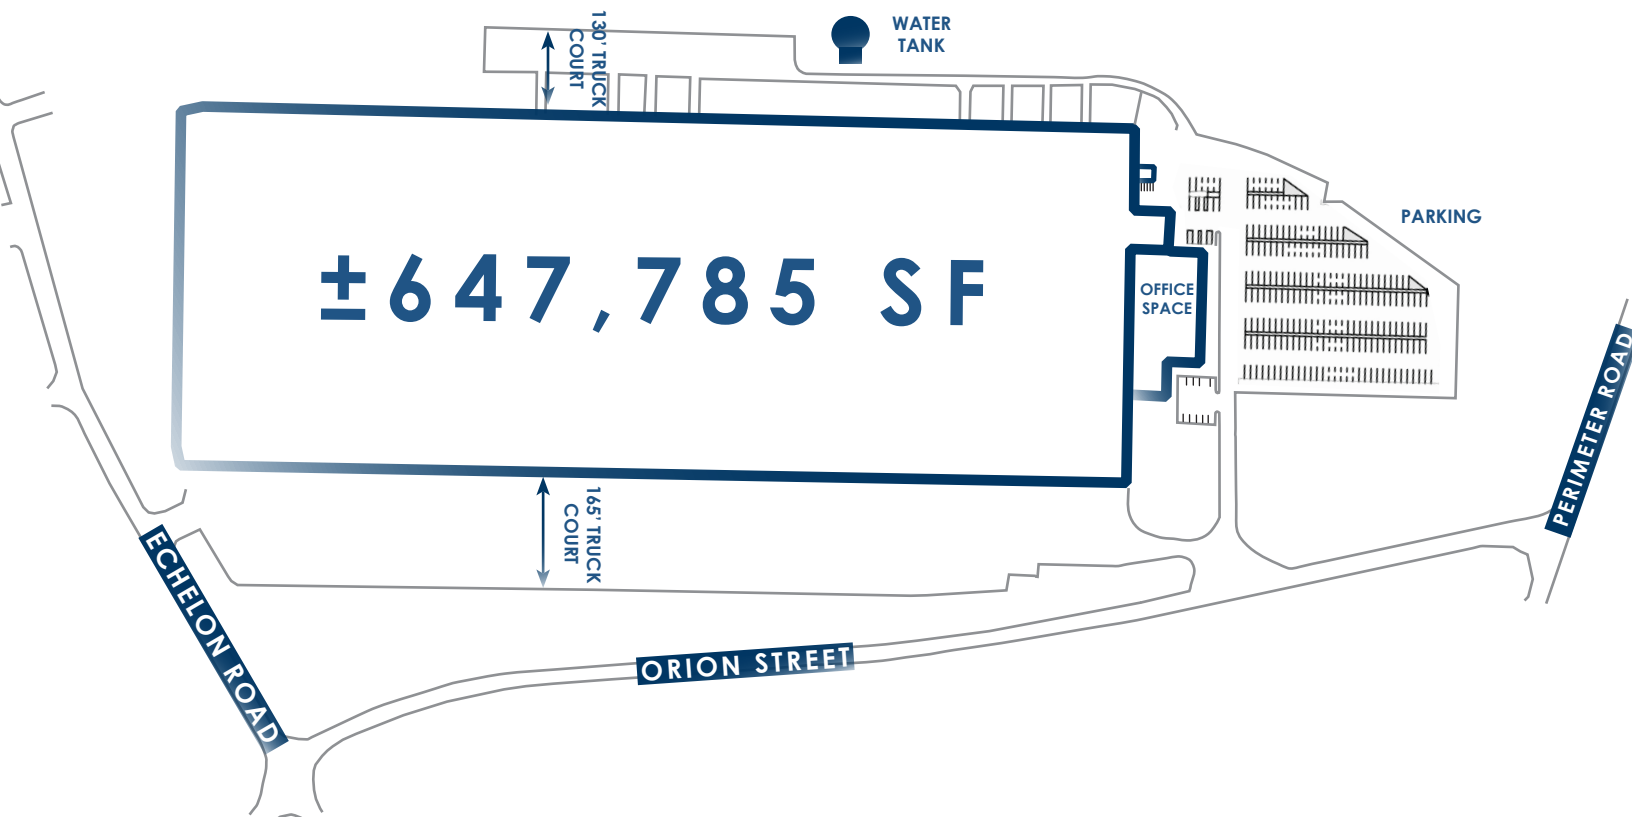 130' TRUCK
COURT
WATER
TANK
PARKING
±647,785 SF
OFFICE
SPACE
PERIMETER ROAD
165' TRUCK
COURT
ECHELON ROAD
ORION STREET